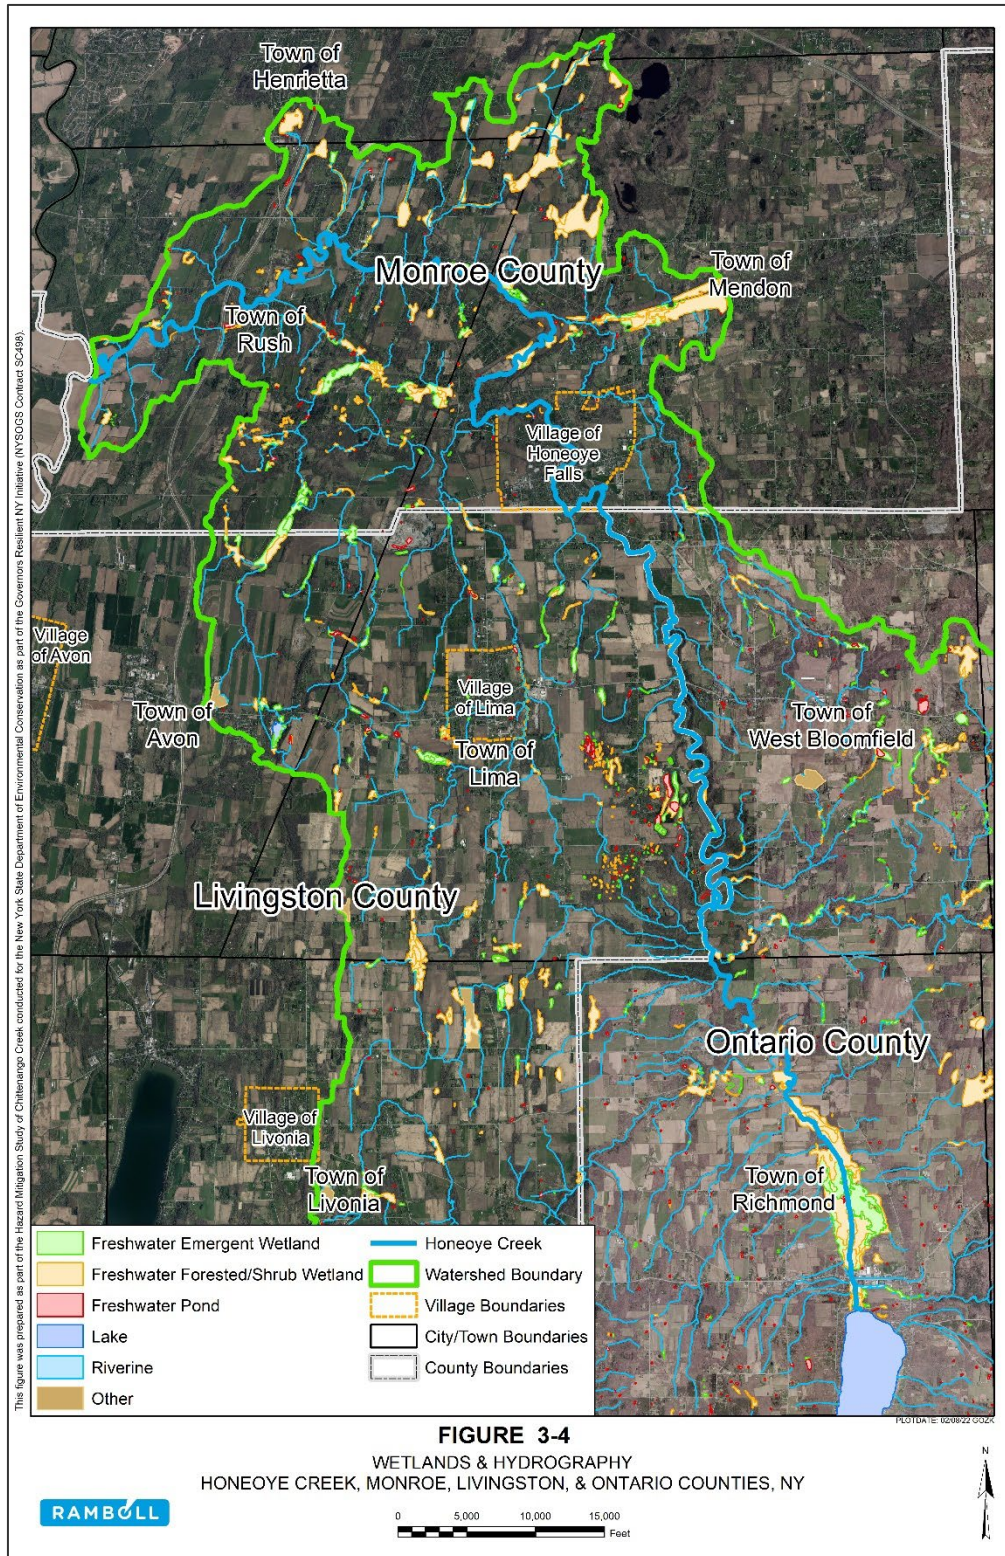 Town of
Henrietta
Monroe County
Town of
Mendon
Town of
Rush
Village of
Honeoye
Falls
Village
of Avon
Town of
Avon
Village
of Lima
Town of
Lima
Town of
West Bloomfield
Livingston County
Ontario County
Village of
Livonia
Town of
Livonia
Town of
Richmond
This figure was prepared as part of the Hazard Mitigation Study of Chittenango Creek conducted for the New York State Department of Environmental Conservation as part of the Governors Resilient NY Initiative (NYSOGS Contract SC498).
Freshwater Emergent Wetland
Freshwater Forested/Shrub Wetland
Freshwater Pond
Lake
Riverine
Other
Honeoye Creek
Watershed Boundary
Village Boundaries
City/Town Boundaries
County Boundaries
PLOTDATE: 02/08/22 GOZK
FIGURE 3-4
WETLANDS & HYDROGRAPHY
HONEOYE CREEK, MONROE, LIVINGSTON, & ONTARIO COUNTIES, NY
RAMBOLL
0 5,000 10,000 15,000
Feet
N